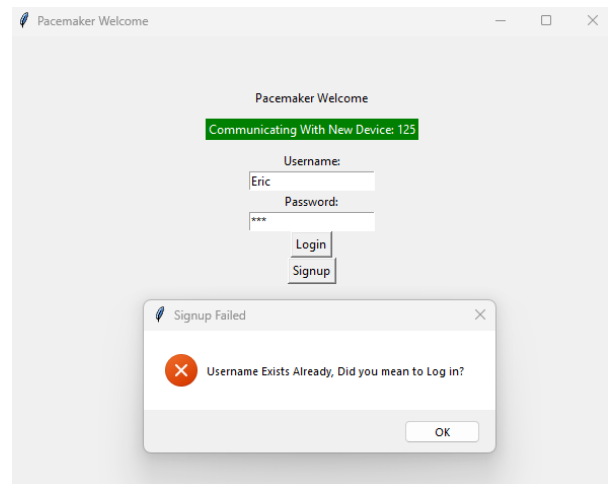 Pacemaker Welcome
Pacemaker Welcome
Communicating With New Device: 125
Username:
Eric
Password:
***
Login
Signup
Signup Failed
Username Exists Already, Did you mean to Log in?
OK